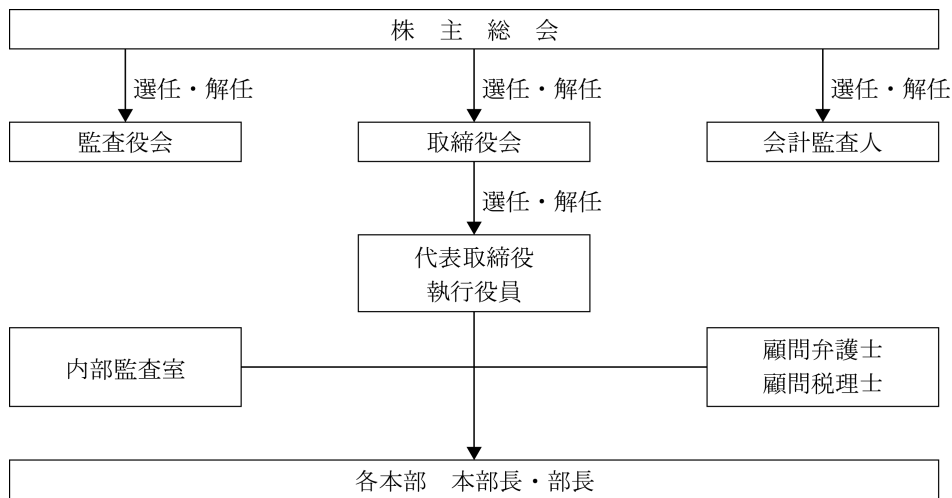 株　主　総　会
選任・解任
選任・解任
選任・解任
監査役会
取締役会
会計監査人
選任・解任
代表取締役
執行役員
内部監査室
顧問弁護士
顧問税理士
各本部　本部長・部長